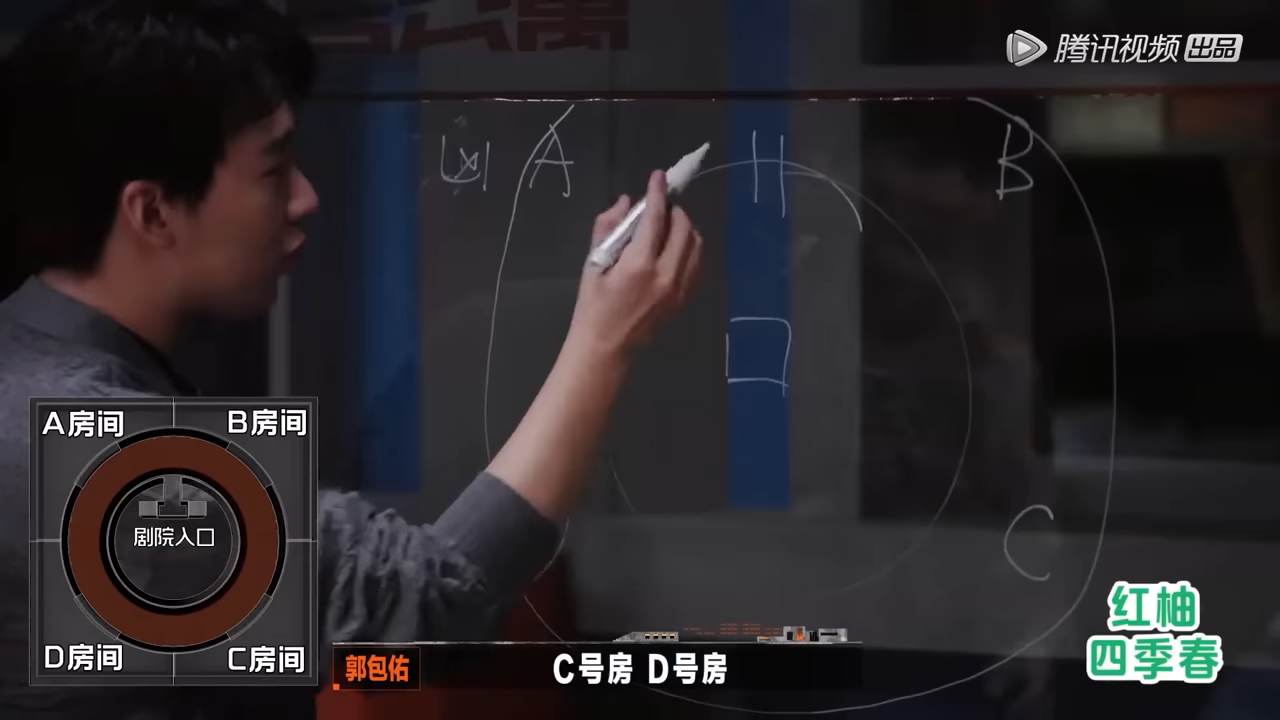 腾讯视频 出品
凶 A H B
C
A房间 B房间
剧院入口
D房间 C房间
郭包佑 C号房 D号房
红柚
四季春